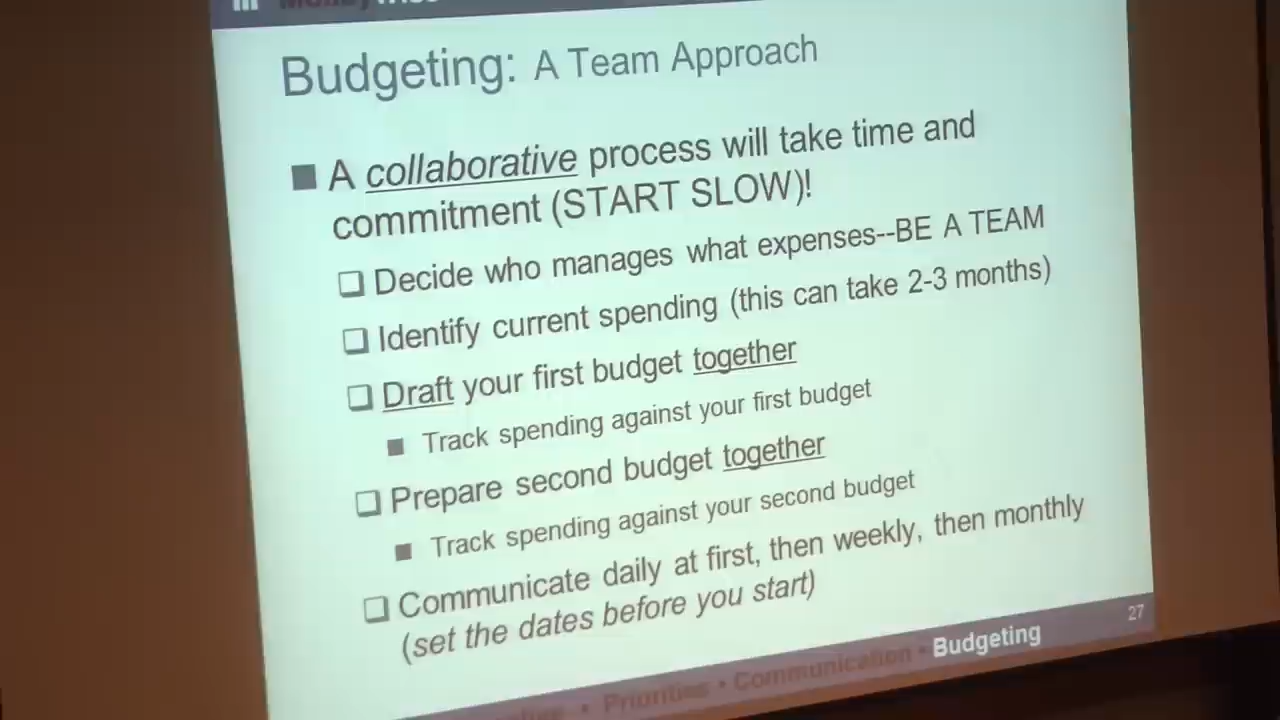 Budgeting: A Team Approach
A collaborative process will take time and
commitment (START SLOW)!
Decide who manages what expenses--BE A TEAM
Identify current spending (this can take 2-3 months)
Draft your first budget together
Track spending against your first budget
Prepare second budget together
Track spending against your second budget
Communicate daily at first, then weekly, then monthly
(set the dates before you start)
27
• Priorities • Communication • Budgeting